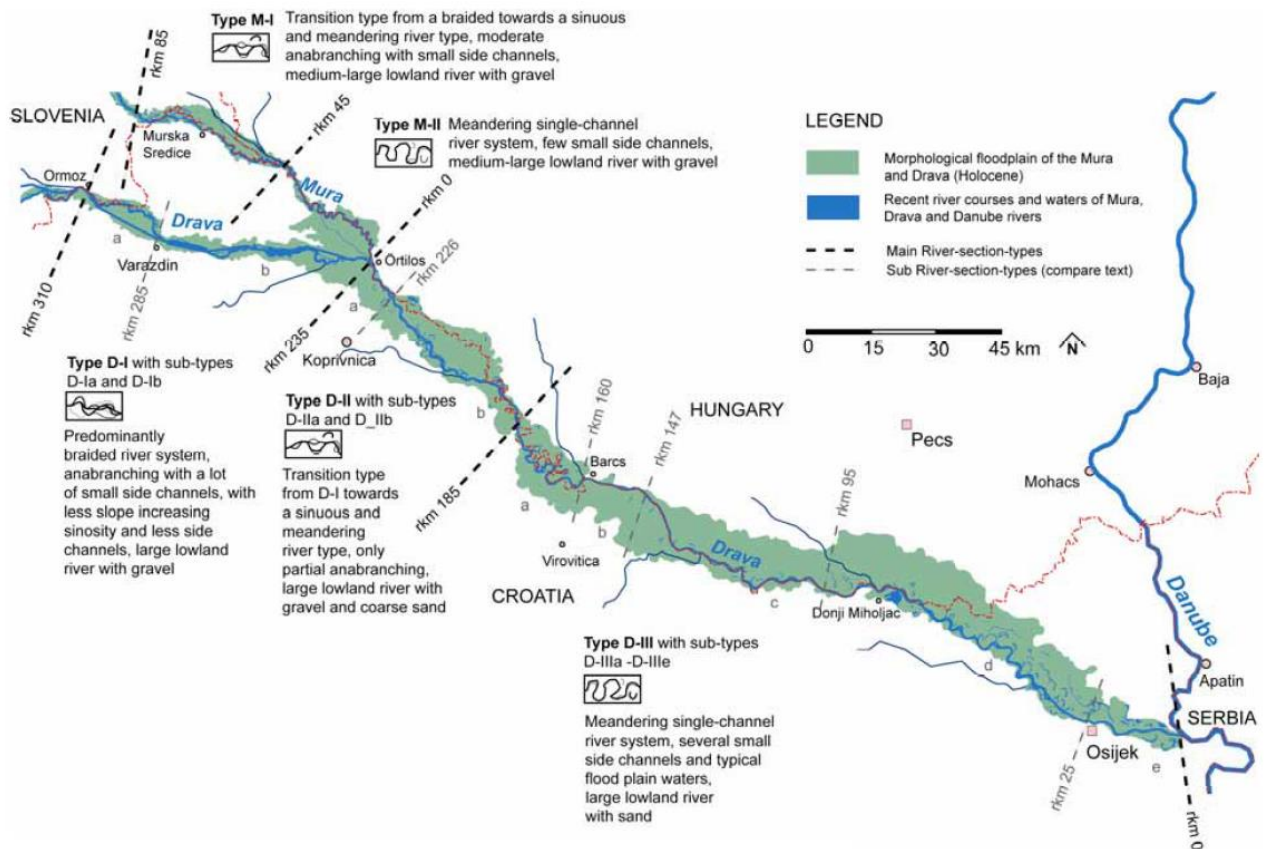 Type M-I Transition type from a braided towards a sinuous
and meandering river type, moderate
anabranching with small side channels,
medium-large lowland river with gravel
rkm 85
SLOVENIA
Murska
Sredice
rkm 45
Type M-II Meandering single-channel
river system, few small side channels,
medium-large lowland river with gravel
LEGEND
Morphological floodplain of the Mura
and Drava (Holocene)
Recent river courses and waters of Mura,
Drava and Danube rivers
Main River-section-types
Sub River-section-types (compare text)
0 15 30 45 km N
Ormoz
Mura
rkm 0
Drava
a
Varazdin
b
Örtilos
rkm 226
rkm 310
rkm 285
a
rkm 235
Koprivnica
Type D-I with sub-types
D-Ia and D-Ib
Predominantly
braided river system,
anabranching with a lot
of small side channels, with
less slope increasing
sinosity and less side
channels, large lowland
river with gravel
Type D-II with sub-types
D-IIa and D_IIb
Transition type
from D-I towards
a sinuous and
meandering
river type, only
partial anabranching,
large lowland river with
gravel and coarse sand
b
rkm 185
rkm 160
HUNGARY
rkm 147
Pecs
Baja
Mohacs
Barcs
a
b
rkm 95
Virovitica
Drava
CROATIA
c
Donji Miholjac
Danube
Type D-III with sub-types
D-IIIa -D-IIIe
Meandering single-channel
river system, several small
side channels and typical
flood plain waters,
large lowland river
with sand
d
Apatin
SERBIA
Osijek
e
rkm 25
rkm 0